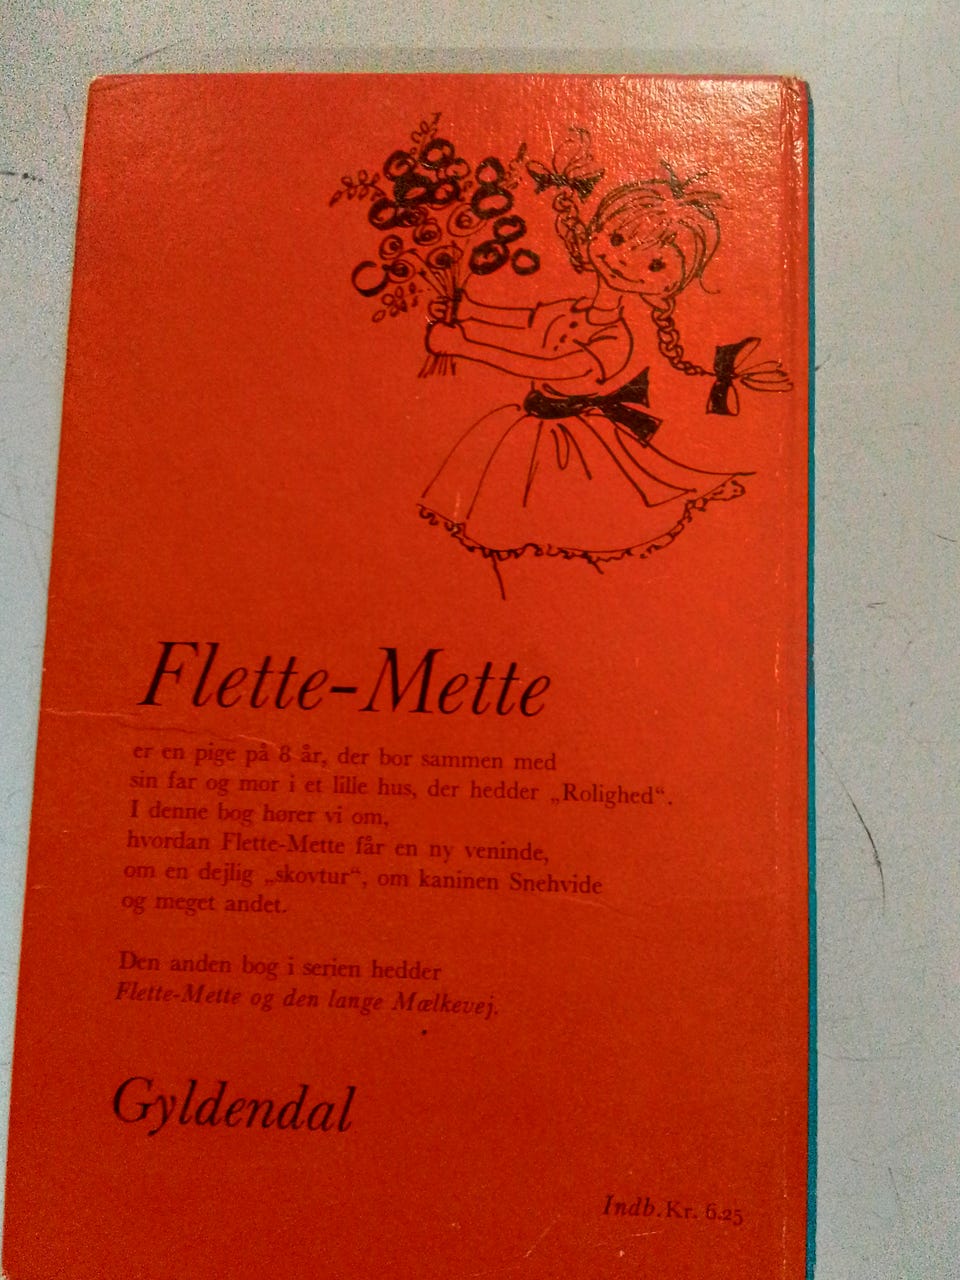 Flette-Mette
er en pige på 8 år, der bor sammen med
sin far og mor i et lille hus, der hedder „Rolighed“.
I denne bog hører vi om,
hvordan Flette-Mette får en ny veninde,
om en dejlig „skovtur“, om kaninen Snehvide
og meget andet.
Den anden bog i serien hedder
Flette-Mette og den lange Mælkevej.
Gyldendal
Indb. Kr. 6.25